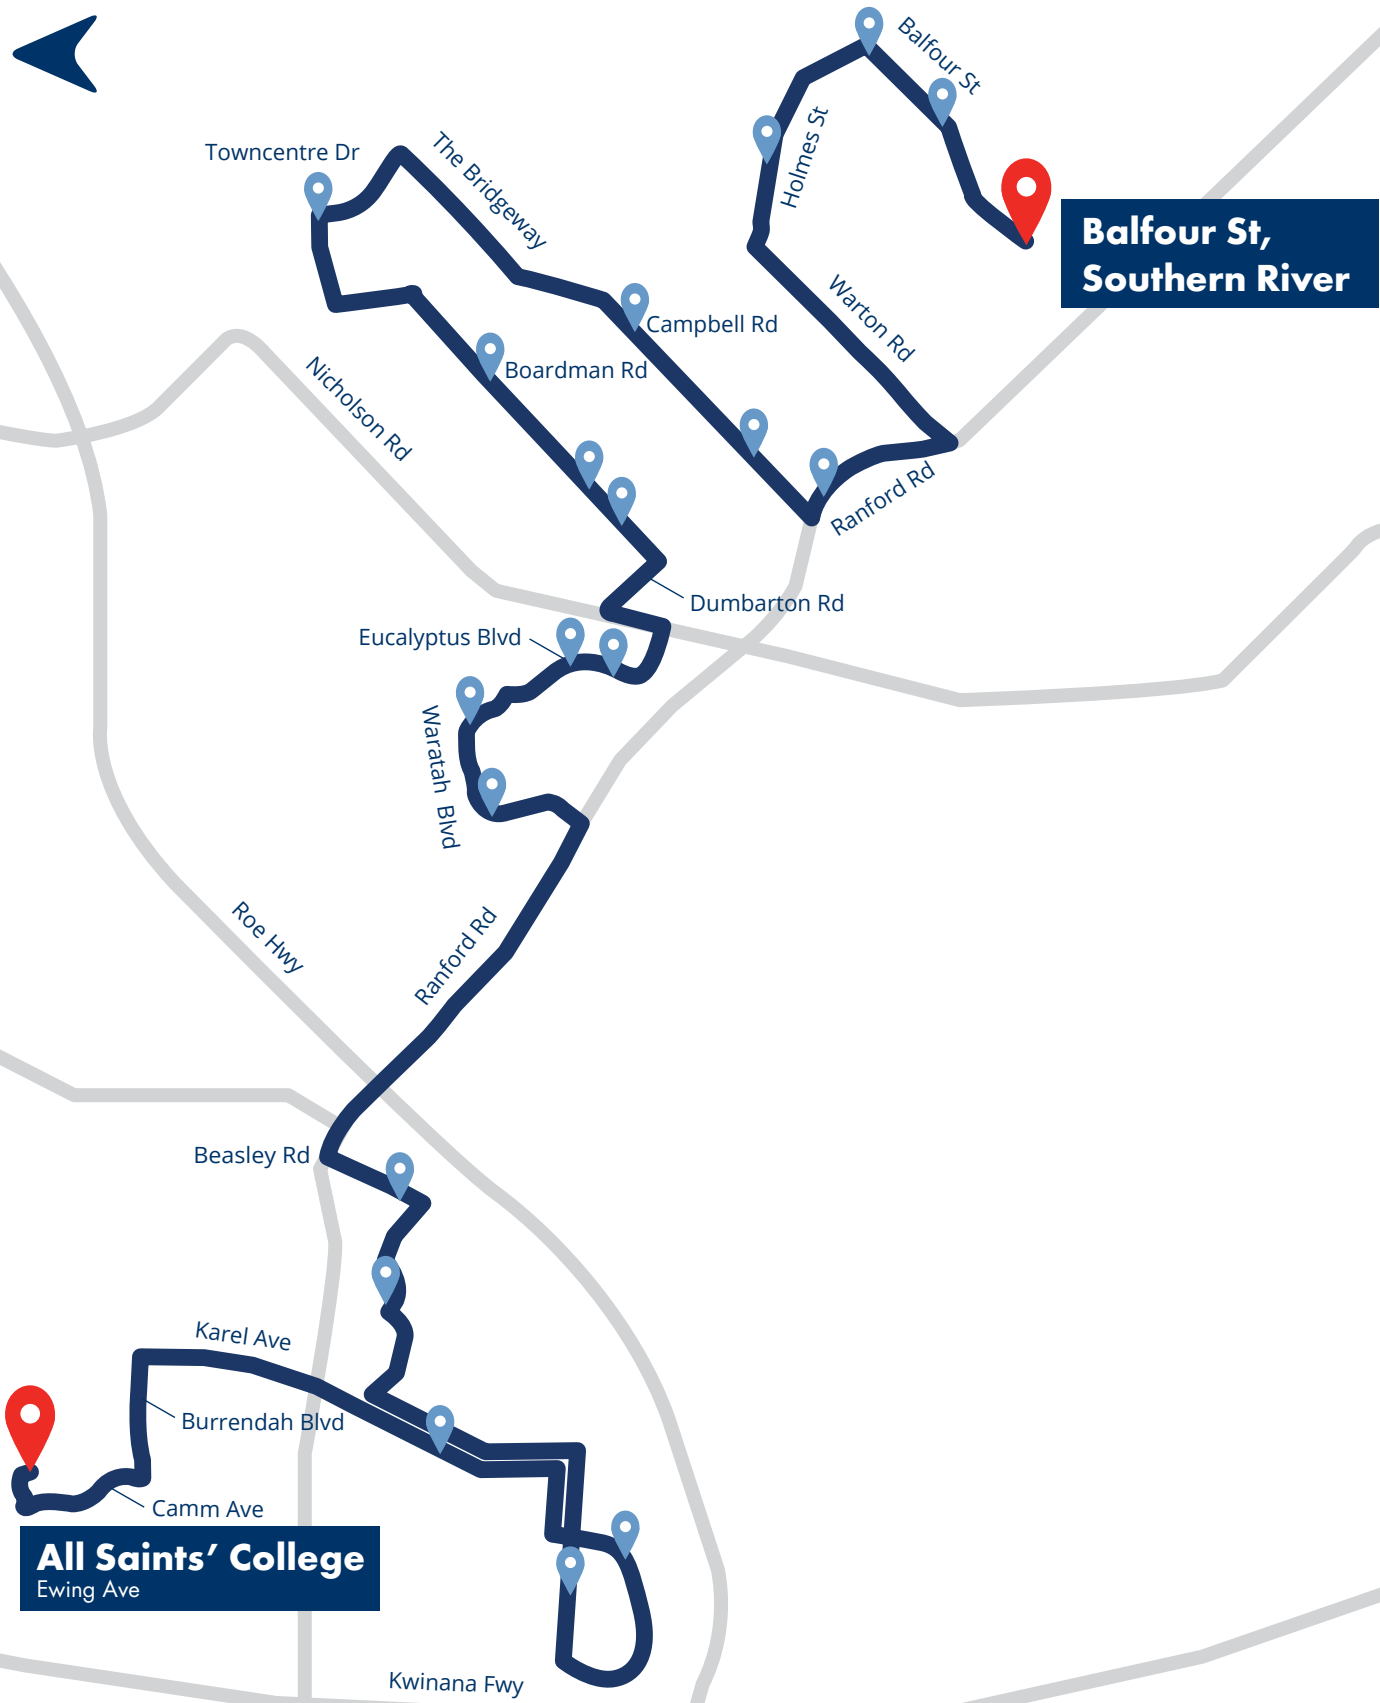 Balfour St
Towncentre Dr
The Bridgeway
Holmes St
Balfour St,
Southern River
Warton Rd
Campbell Rd
Boardman Rd
Nicholson Rd
Ranford Rd
Dumbarton Rd
Eucalyptus Blvd
Waratah Blvd
Roe Hwy
Ranford Rd
Beasley Rd
Karel Ave
Burrendah Blvd
Camm Ave
All Saints' College
Ewing Ave
Kwinana Fwy